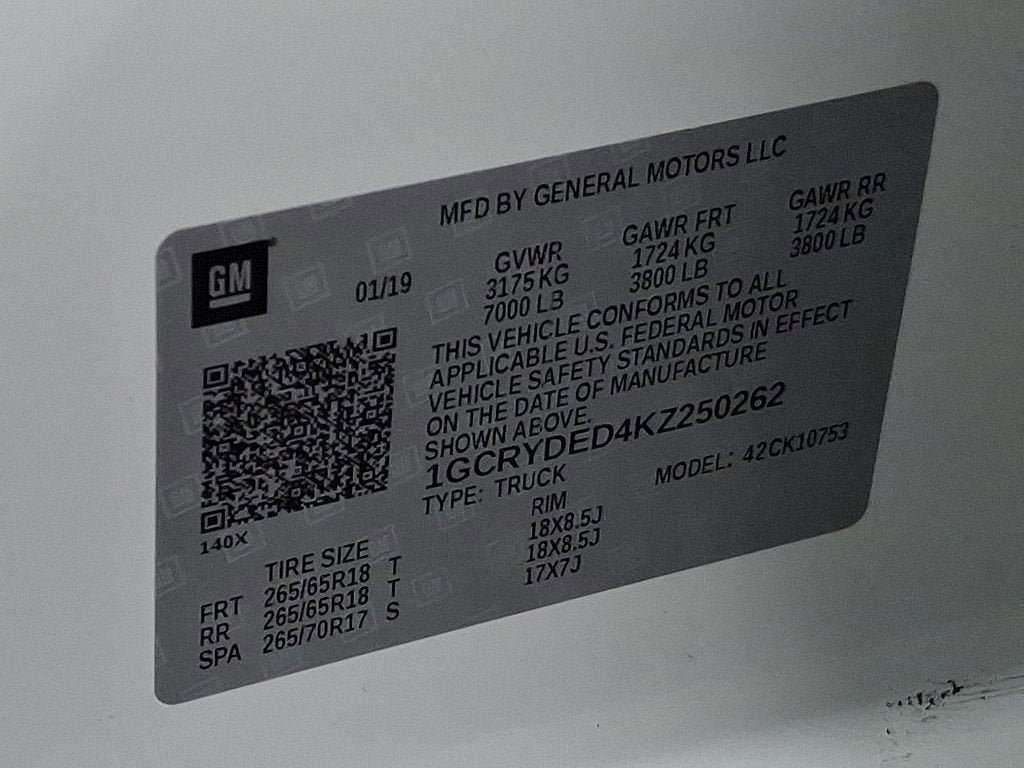 MFD BY GENERAL MOTORS LLC
GM
01/19
GVWR GAWR FRT GAWR RR
3175 KG 1724 KG 1724 KG
7000 LB 3800 LB 3800 LB
THIS VEHICLE CONFORMS TO ALL
APPLICABLE U.S. FEDERAL MOTOR
VEHICLE SAFETY STANDARDS IN EFFECT
ON THE DATE OF MANUFACTURE
SHOWN ABOVE.
1GCRYDED4KZ250262
TYPE: TRUCK MODEL: 42CK10753
140X
TIRE SIZE RIM
FRT 265/65R18 T 18X8.5J
RR 265/65R18 T 18X8.5J
SPA 265/70R17 S 17X7J